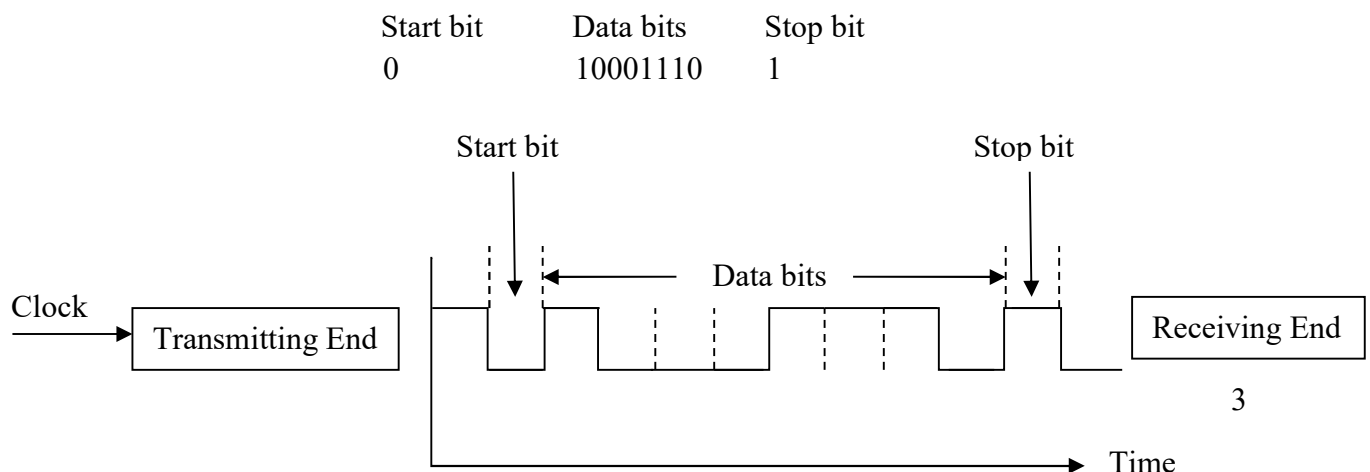 Start bit Data bits Stop bit
0 10001110 1
Start bit Stop bit
Data bits
Clock
Transmitting End
Receiving End
3
Time